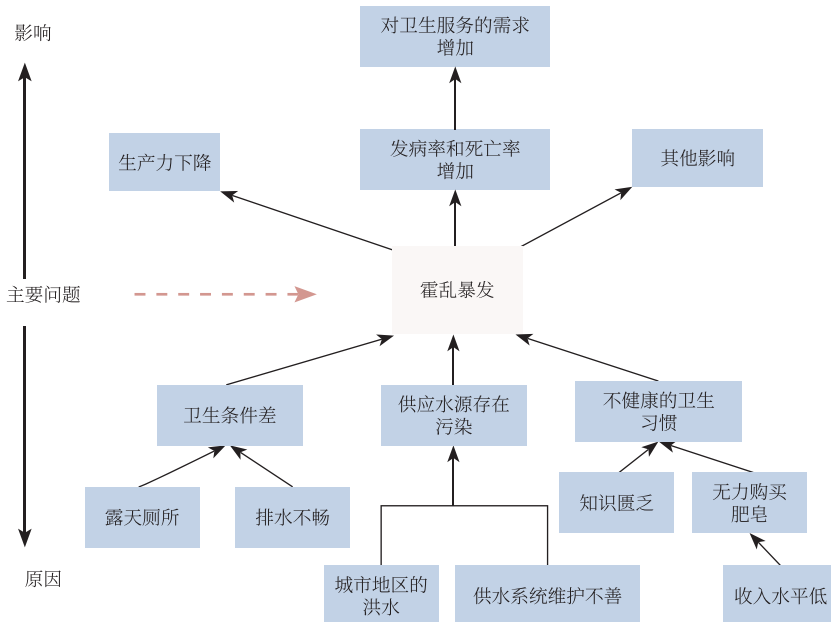 影响
对卫生服务的需求
增加
生产力下降
发病率和死亡率
增加
其他影响
主要问题
霍乱暴发
卫生条件差
供应水源存在
污染
不健康的卫生
习惯
露天厕所
排水不畅
知识匮乏
无力购买
肥皂
原因
城市地区的
洪水
供水系统维护不善
收入水平低